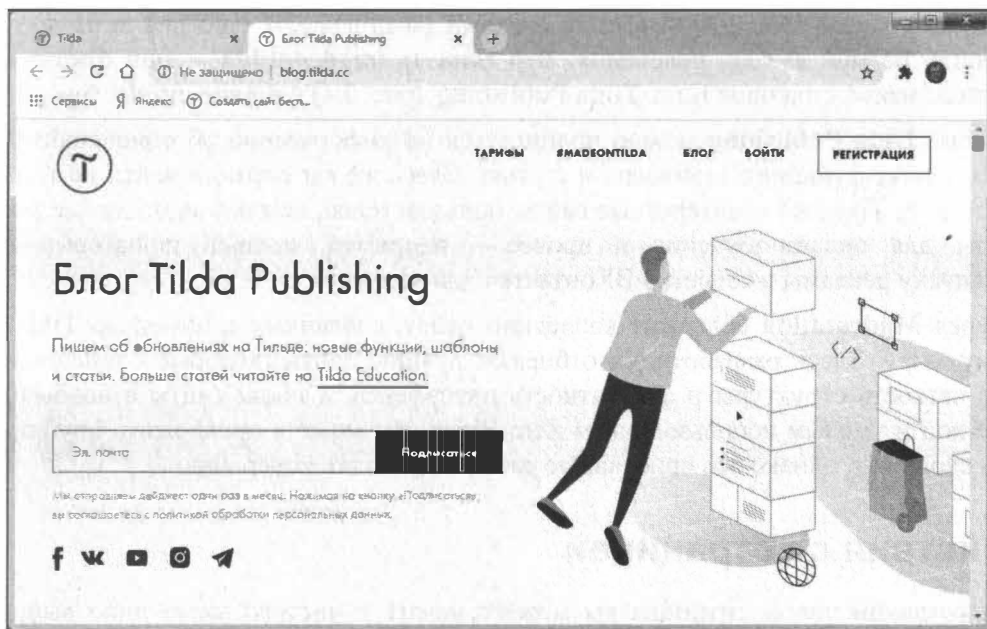 Tilda
Блог Tilda Publishing
Не защищено | blog.tilda.cc
Сервисы Яндекс Создать сайт бесп...
ТАРИФЫ #MADEONTILDA БЛОГ ВОЙТИ РЕГИСТРАЦИЯ
Блог Tilda Publishing
Пишем об обновлениях на Тильде: новые функции, шаблоны
и статьи. Больше статей читайте на Tilda Education.
Эл. почта
Подписаться
Мы отправляем дайджест один раз в месяц. Нажимая на кнопку «Подписаться»,
вы соглашаетесь с политикой обработки персональных данных.